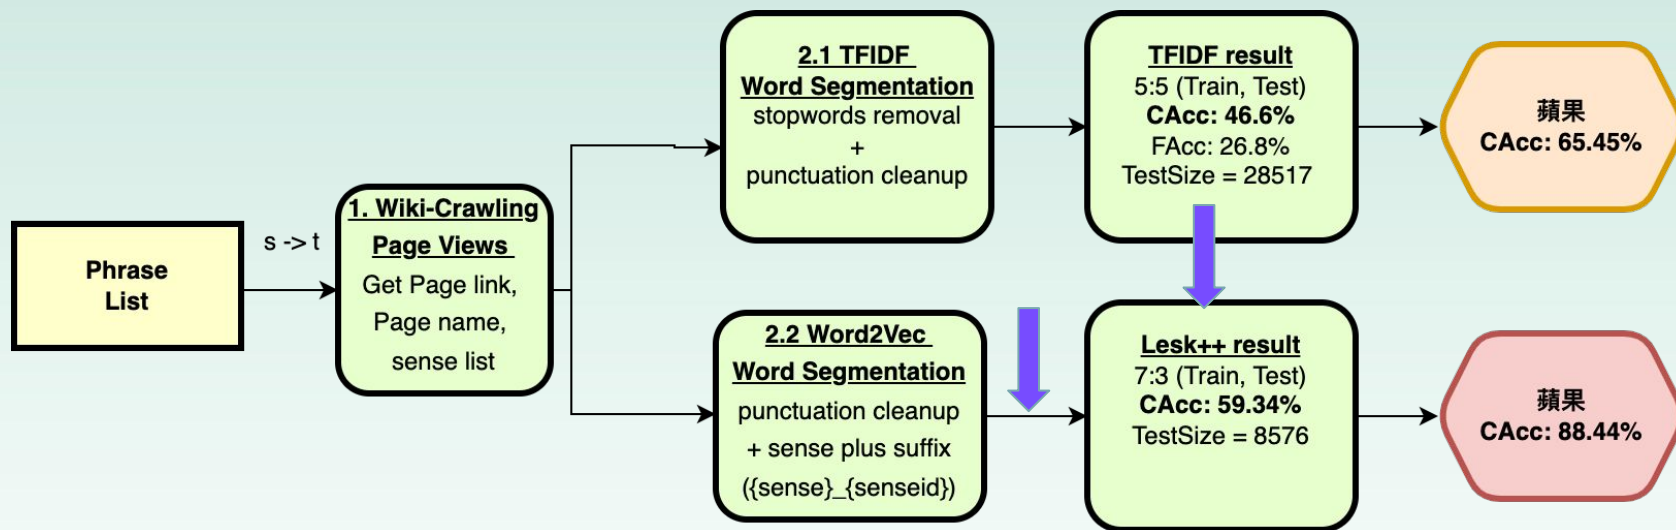 Phrase
List
s -> t
1. Wiki-Crawling
Page Views
Get Page link,
Page name,
sense list
2.1 TFIDF
Word Segmentation
stopwords removal
+
punctuation cleanup
TFIDF result
5:5 (Train, Test)
CAcc: 46.6%
FAcc: 26.8%
TestSize = 28517
蘋果
CAcc: 65.45%
2.2 Word2Vec
Word Segmentation
punctuation cleanup
+ sense plus suffix
({sense}_{senseid})
Lesk++ result
7:3 (Train, Test)
CAcc: 59.34%
TestSize = 8576
蘋果
CAcc: 88.44%